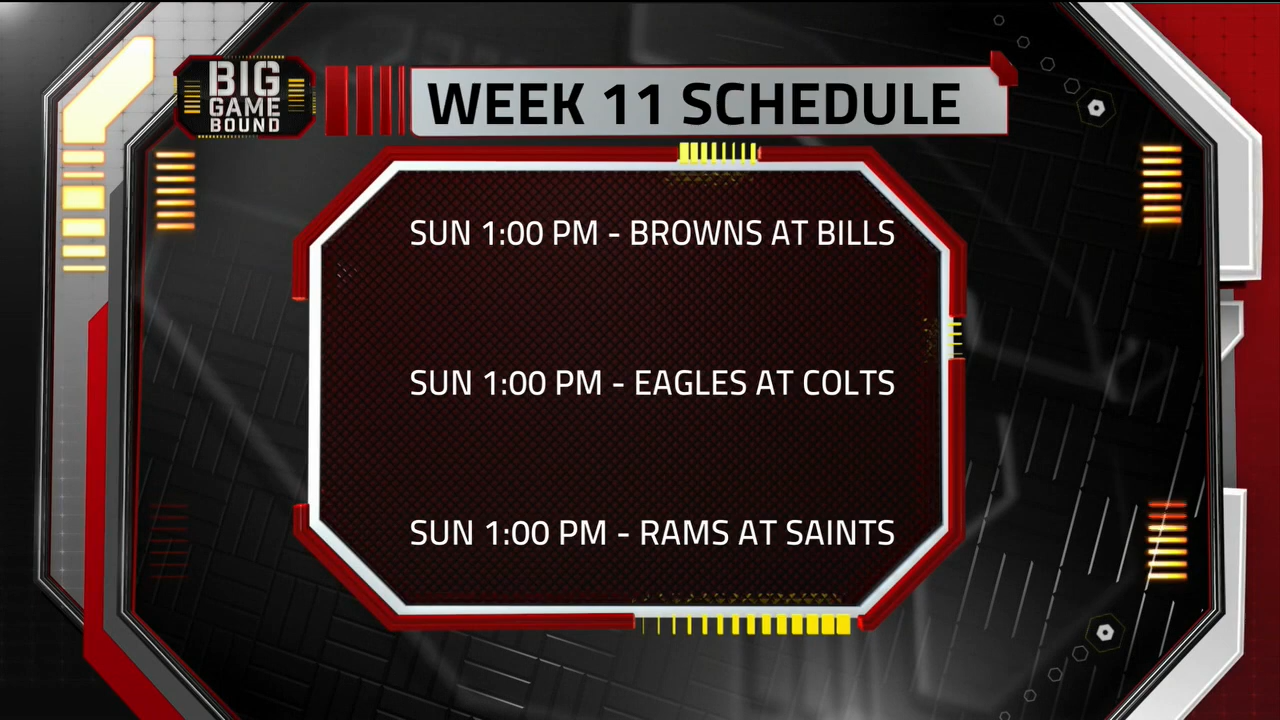 BIG
GAME
BOUND
WEEK 11 SCHEDULE
SUN 1:00 PM - BROWNS AT BILLS
SUN 1:00 PM - EAGLES AT COLTS
SUN 1:00 PM - RAMS AT SAINTS